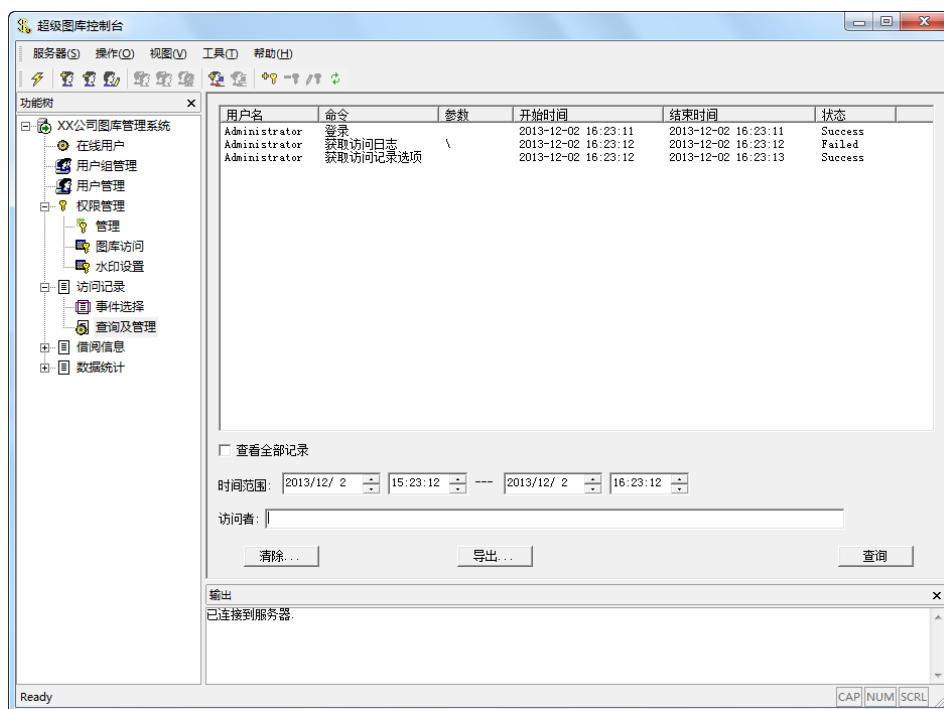 超级图库控制台
服务器(S) 操作(O) 视图(V) 工具(T) 帮助(H)
功能树
XX公司图库管理系统
在线用户
用户组管理
用户管理
权限管理
管理
图库访问
水印设置
访问记录
事件选择
查询及管理
借阅信息
数据统计
用户名 命令 参数 开始时间 结束时间 状态
Administrator 登录 2013-12-02 16:23:11 2013-12-02 16:23:11 Success
Administrator 获取访问日志 \ 2013-12-02 16:23:12 2013-12-02 16:23:12 Failed
Administrator 获取访问记录选项 2013-12-02 16:23:12 2013-12-02 16:23:13 Success
查看全部记录
时间范围: 2013/12/ 2 15:23:12 --- 2013/12/ 2 16:23:12
访问者:
清除... 导出... 查询
输出
已连接到服务器.
Ready CAP NUM SCRL